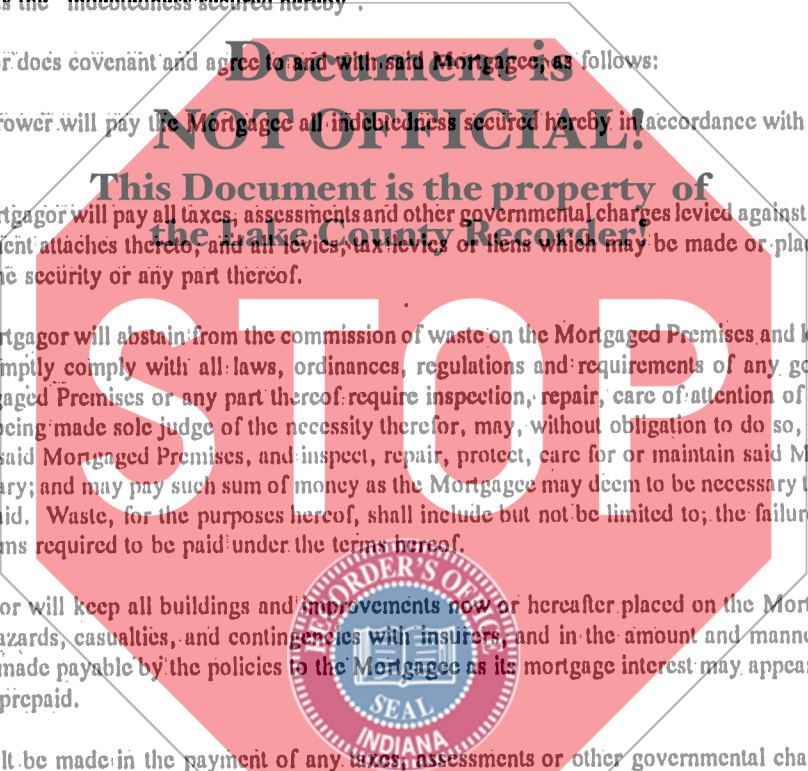 the "indebtedness secured hereby".
Document is
r does covenant and agree to and with said Mortgagee, as follows:
NOT OFFICIAL!
rower will pay the Mortgagee all indebtedness secured hereby in accordance with
This Document is the property of
rtgagor will pay all taxes, assessments and other governmental charges levied against
the Lake County Recorder!
ent attaches thereto, and all levies, tax levies or liens which may be made or plac
e security or any part thereof.
STOP
rtgagor will abstain from the commission of waste on the Mortgaged Premises and k
mptly comply with all laws, ordinances, regulations and requirements of any go
gaged Premises or any part thereof require inspection, repair, care of attention of
being made sole judge of the necessity therefor, may, without obligation to do so,
said Mortgaged Premises, and inspect, repair, protect, care for or maintain said M
ary; and may pay such sum of money as the Mortgagee may deem to be necessary t
id. Waste, for the purposes hereof, shall include but not be limited to; the failur
ms required to be paid under the terms hereof.
RECORDER'S OFFICE
or will keep all buildings and improvements now or hereafter placed on the Mort
azards, casualties, and contingencies with insurers, and in the amount and manne
made payable by the policies to the Mortgagee as its mortgage interest may appear
prepaid.
SEAL
INDIANA
lt be made in the payment of any taxes, assessments or other governmental cha